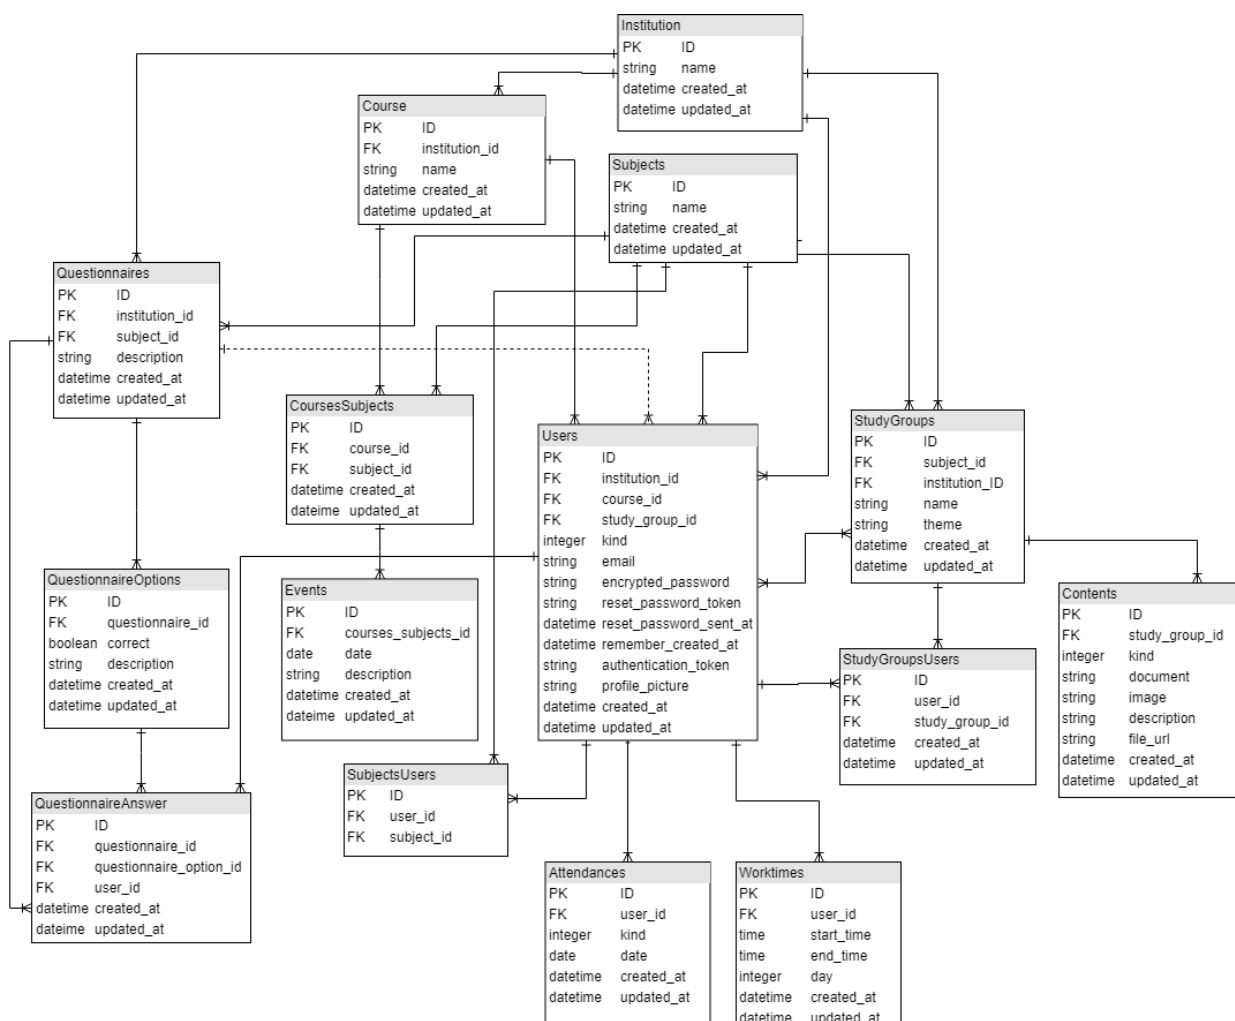 Institution
PK ID
string name
datetime created_at
datetime updated_at
Course
PK ID
FK institution_id
string name
datetime created_at
datetime updated_at
Subjects
PK ID
string name
datetime created_at
datetime updated_at
Questionnaires
PK ID
FK institution_id
FK subject_id
string description
datetime created_at
datetime updated_at
CoursesSubjects
PK ID
FK course_id
FK subject_id
datetime created_at
dateime updated_at
Users
PK ID
FK institution_id
FK course_id
FK study_group_id
integer kind
string email
string encrypted_password
string reset_password_token
datetime reset_password_sent_at
datetime remember_created_at
string authentication_token
string profile_picture
datetime created_at
datetime updated_at
StudyGroups
PK ID
FK subject_id
FK institution_ID
string name
string theme
datetime created_at
datetime updated_at
QuestionnaireOptions
PK ID
FK questionnaire_id
boolean correct
string description
datetime created_at
datetime updated_at
Events
PK ID
FK courses_subjects_id
date date
string description
datetime created_at
dateime updated_at
Contents
PK ID
FK study_group_id
integer kind
string document
string image
string description
string file_url
datetime created_at
datetime updated_at
StudyGroupsUsers
PK ID
FK user_id
FK study_group_id
datetime created_at
datetime updated_at
SubjectsUsers
PK ID
FK user_id
FK subject_id
QuestionnaireAnswer
PK ID
FK questionnaire_id
FK questionnaire_option_id
FK user_id
datetime created_at
dateime updated_at
Attendances
PK ID
FK user_id
integer kind
date date
datetime created_at
datetime updated_at
Worktimes
PK ID
FK user_id
time start_time
time end_time
integer day
datetime created_at
datetime updated_at